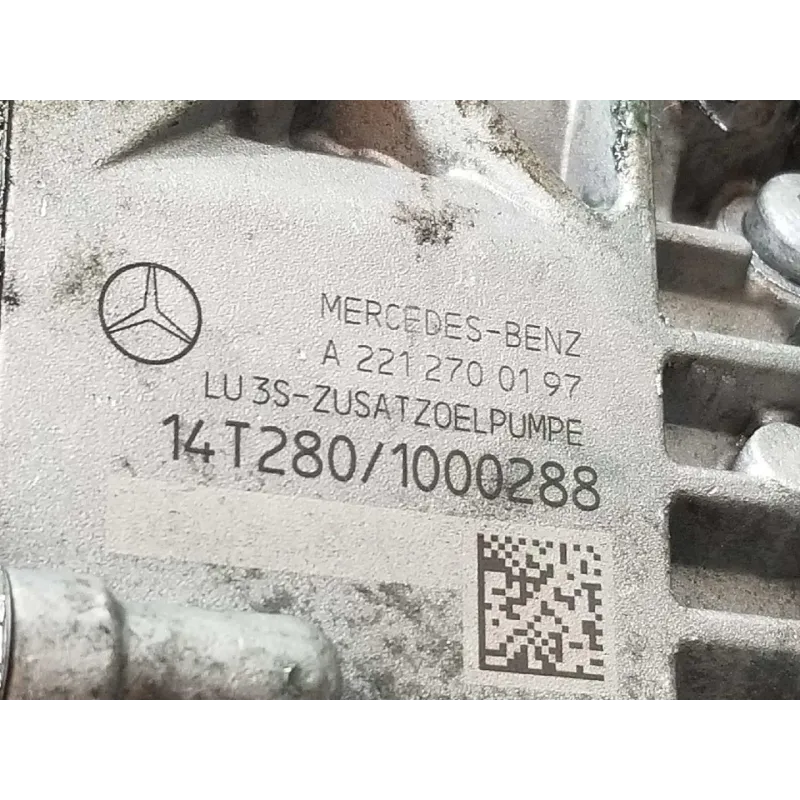 MERCEDES-BENZ
A 221 270 01 97
LU 3S-ZUSATZOELPUMPE
14T280/1000288